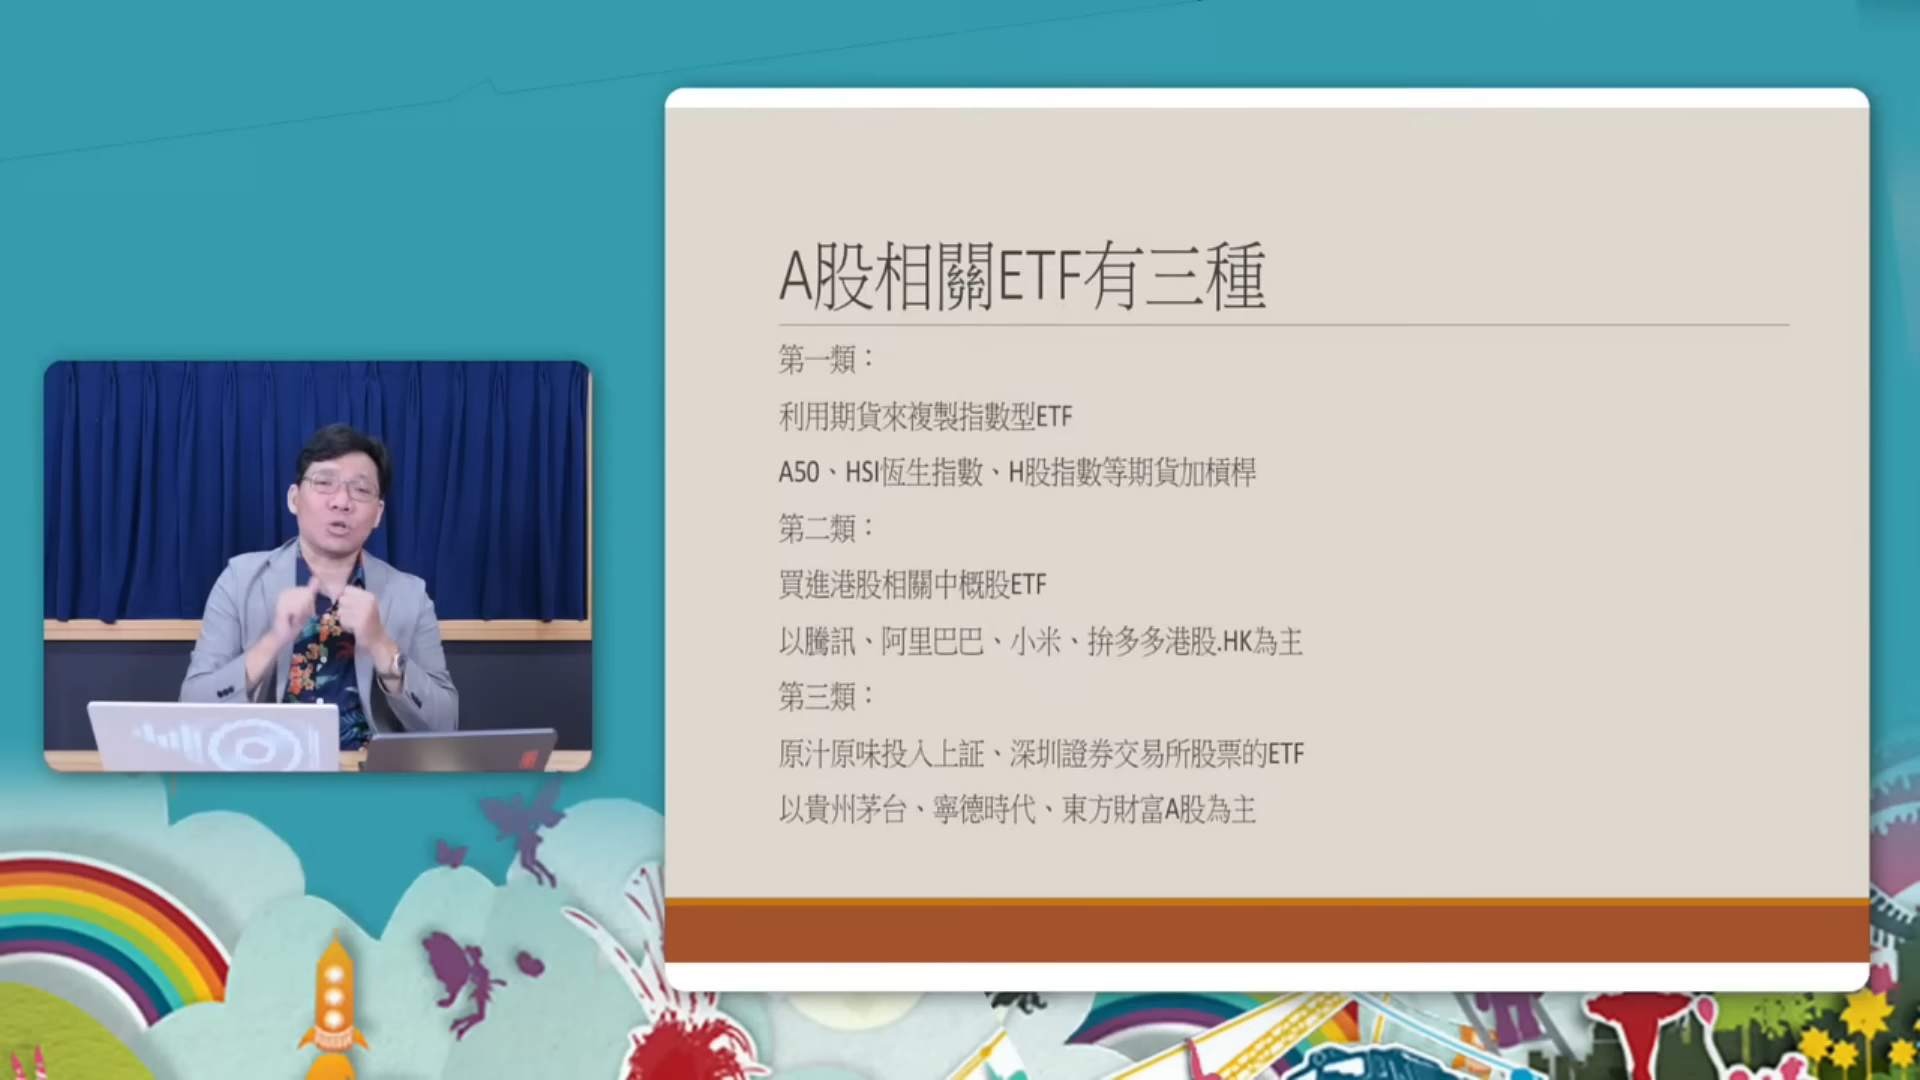 A股相關ETF有三種
第一類：
利用期貨來複製指數型ETF
A50、HSI恆生指數、H股指數等期貨加槓桿
第二類：
買進港股相關中概股ETF
以騰訊、阿里巴巴、小米、拚多多港股.HK為主
第三類：
原汁原味投入上証、深圳證券交易所股票的ETF
以貴州茅台、寧德時代、東方財富A股為主